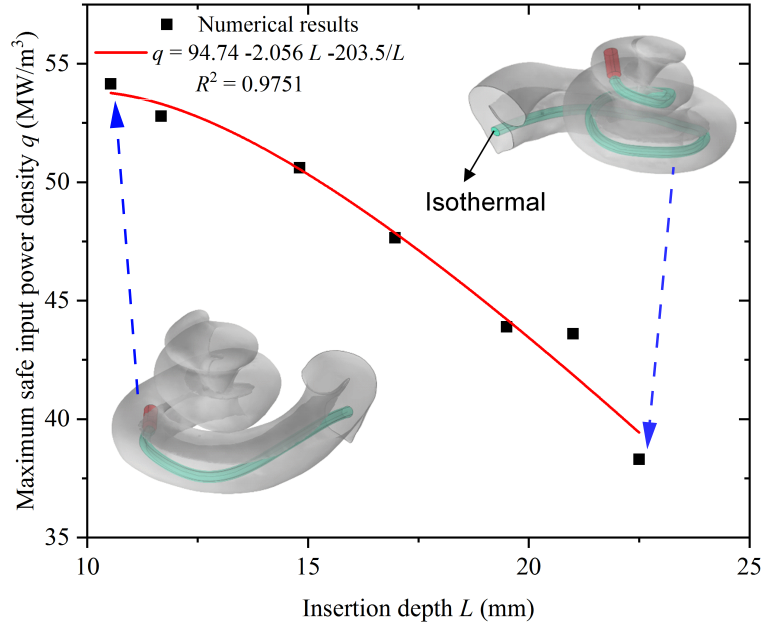 Numerical results
q = 94.74 -2.056 L -203.5/L
R² = 0.9751
Isothermal
Maximum safe input power density q (MW/m³)
55
50
45
40
35
10 15 20 25
Insertion depth L (mm)